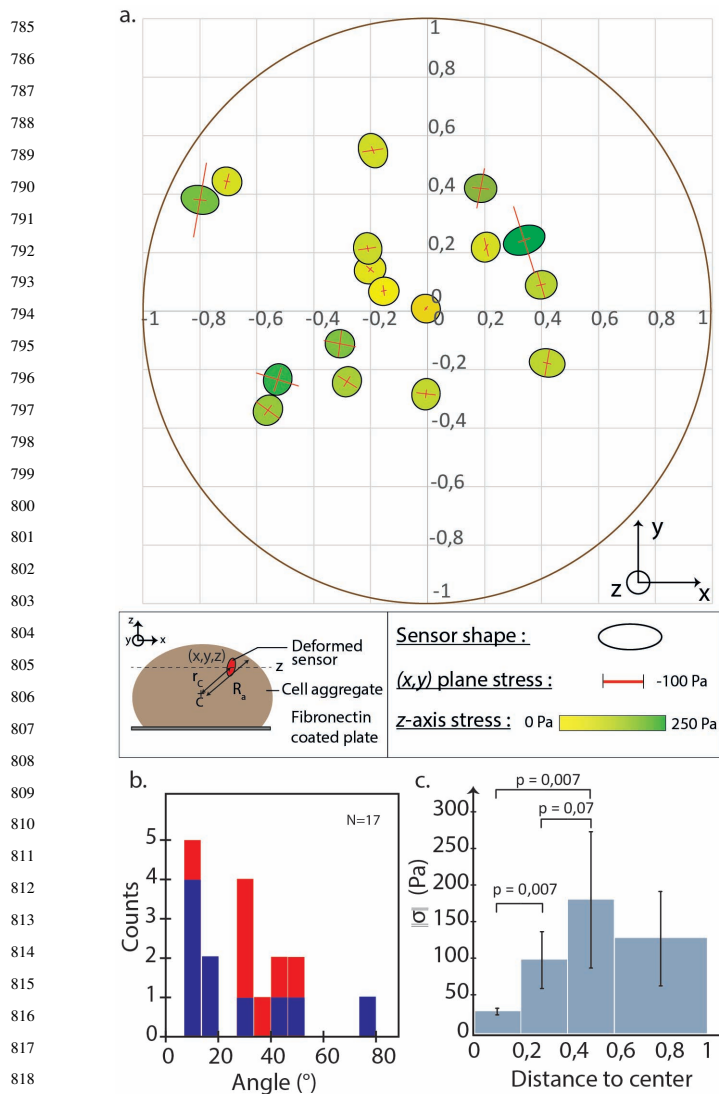 785
786
787
788
789
790
791
792
793
794
795
796
797
798
799
800
801
802
803
804
805
806
807
808
809
810
811
812
813
814
815
816
817
818
a.
1
0,8
0,6
0,4
0,2
0
-1 -0,8 -0,6 -0,4 -0,2 0 0,2 0,4 0,6 0,8 1
-0,2
-0,4
-0,6
-0,8
-1
y
z x
z
y x
(x,y,z)
z
r_C
R_a
C
Deformed
sensor
Cell aggregate
Fibronectin
coated plate
Sensor shape :
(x,y) plane stress : -100 Pa
z-axis stress : 0 Pa 250 Pa
b.
N=17
Counts
5
4
3
2
1
0
0 20 40 60 80
Angle (°)
c.
p = 0,007
p = 0,07
p = 0,007
||σ|| (Pa)
300
250
200
150
100
50
0
0 0,2 0,4 0,6 1
Distance to center